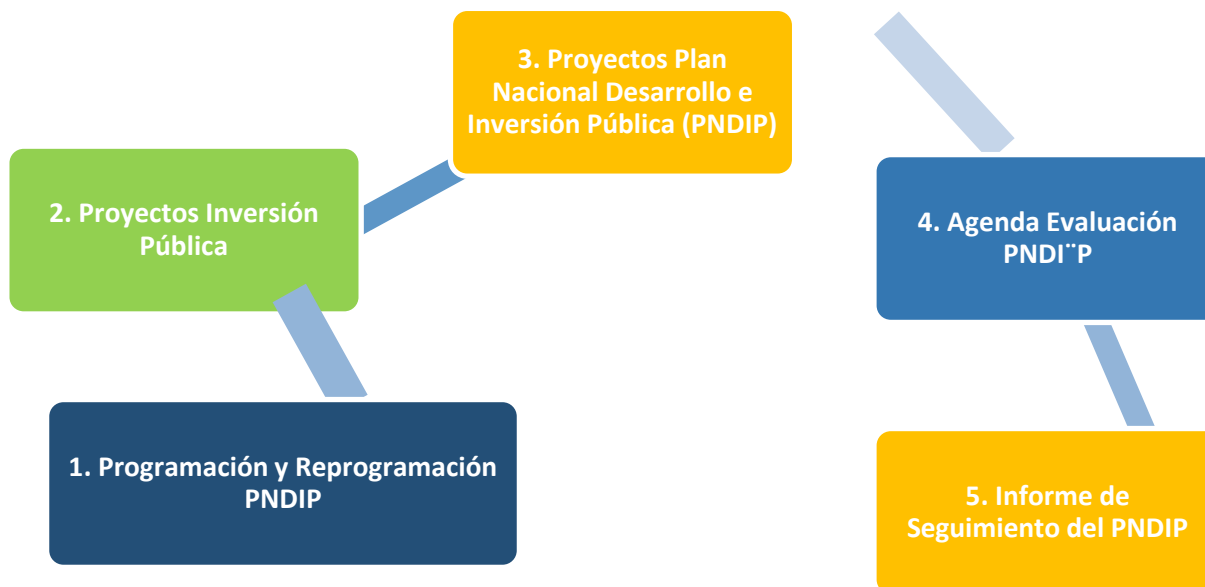 3. Proyectos Plan
Nacional Desarrollo e
Inversión Pública (PNDIP)
2. Proyectos Inversión
Pública
4. Agenda Evaluación
PNDI¨P
1. Programación y Reprogramación
PNDIP
5. Informe de
Seguimiento del PNDIP